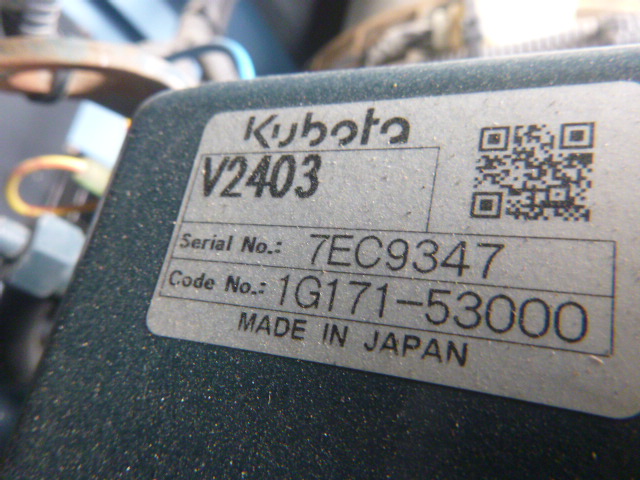 Kubota
V2403
Serial No.: 7EC9347
Code No.: 1G171-53000
MADE IN JAPAN